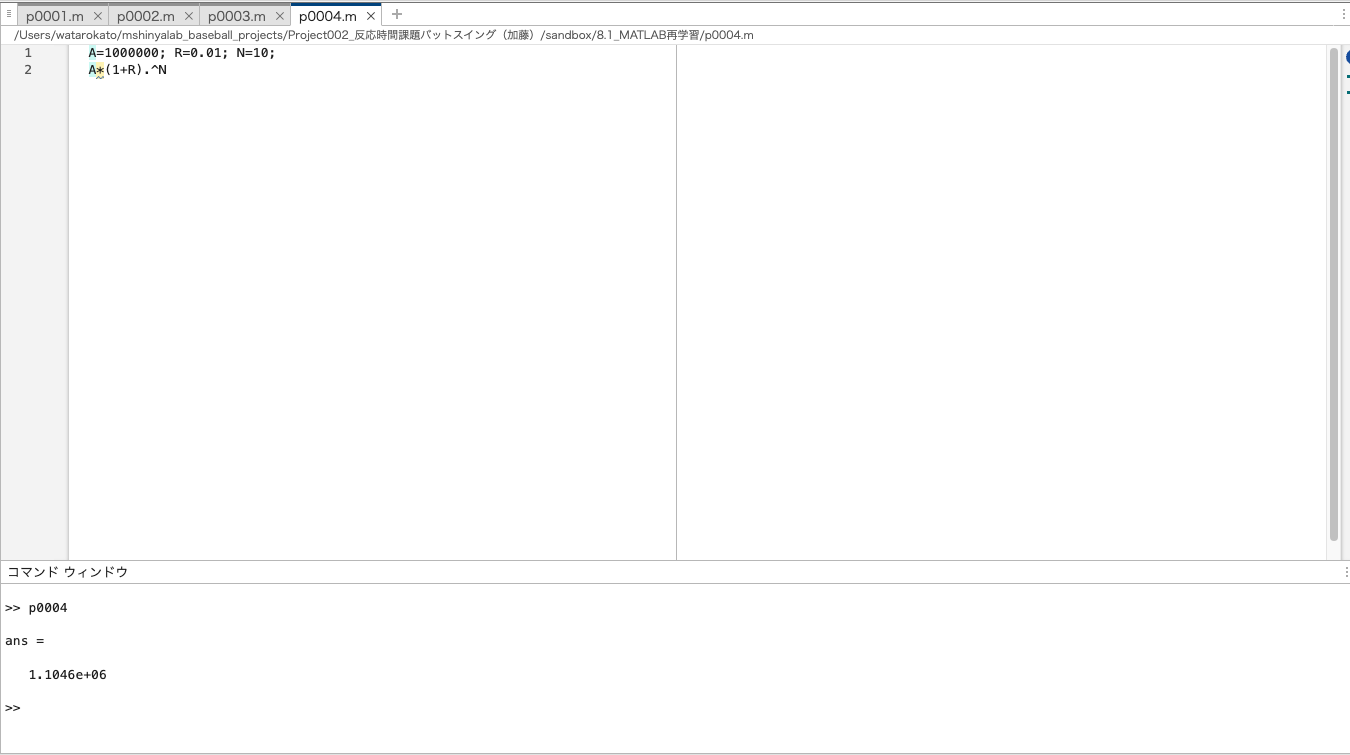 p0001.m × p0002.m × p0003.m × p0004.m × +
/Users/watarokato/mshinyalab_baseball_projects/Project002_反応時間課題バットスイング（加藤）/sandbox/8.1_MATLAB再学習/p0004.m
1 A=1000000; R=0.01; N=10;
2 A*(1+R).^N
コマンド ウィンドウ
>> p0004
ans =
1.1046e+06
>>